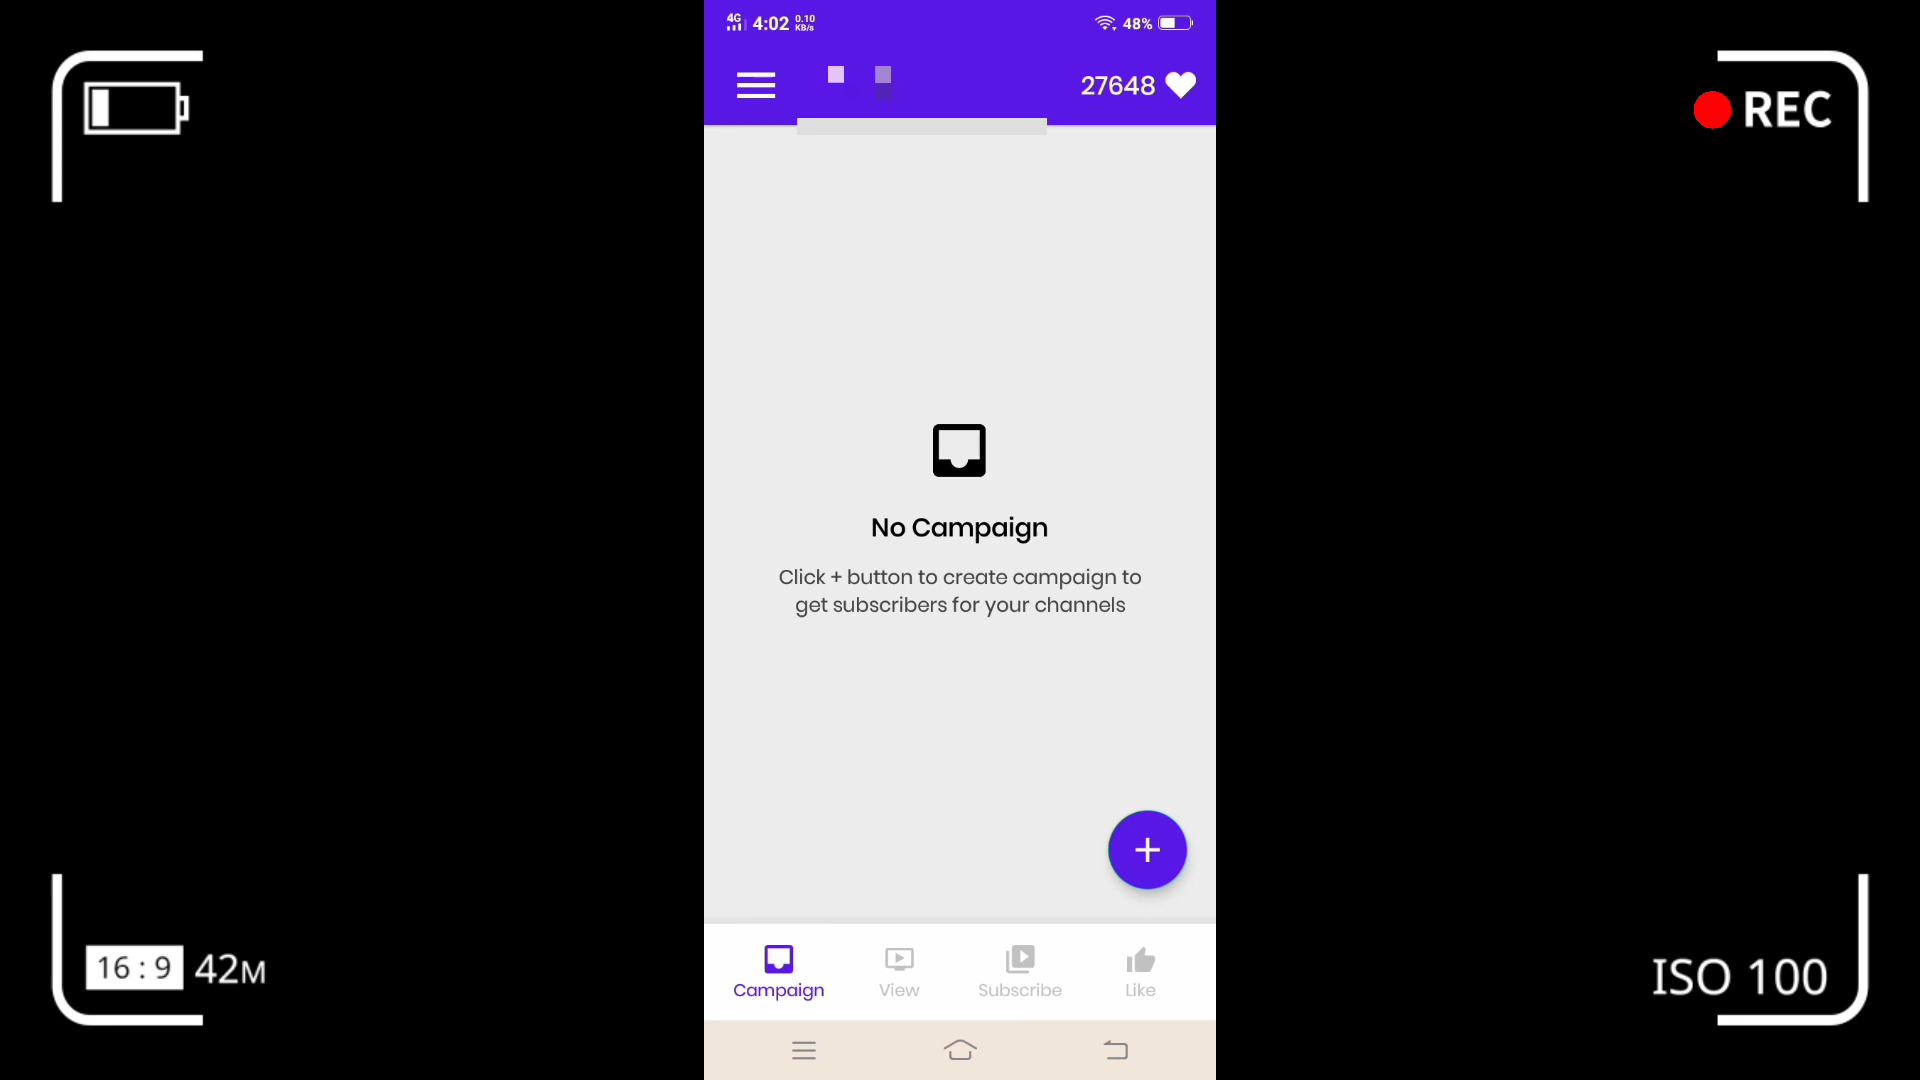 4G 4:02 0.10 KB/s 48%
27648
REC
No Campaign
Click + button to create campaign to
get subscribers for your channels
Campaign View Subscribe Like
16:9 42M
ISO 100